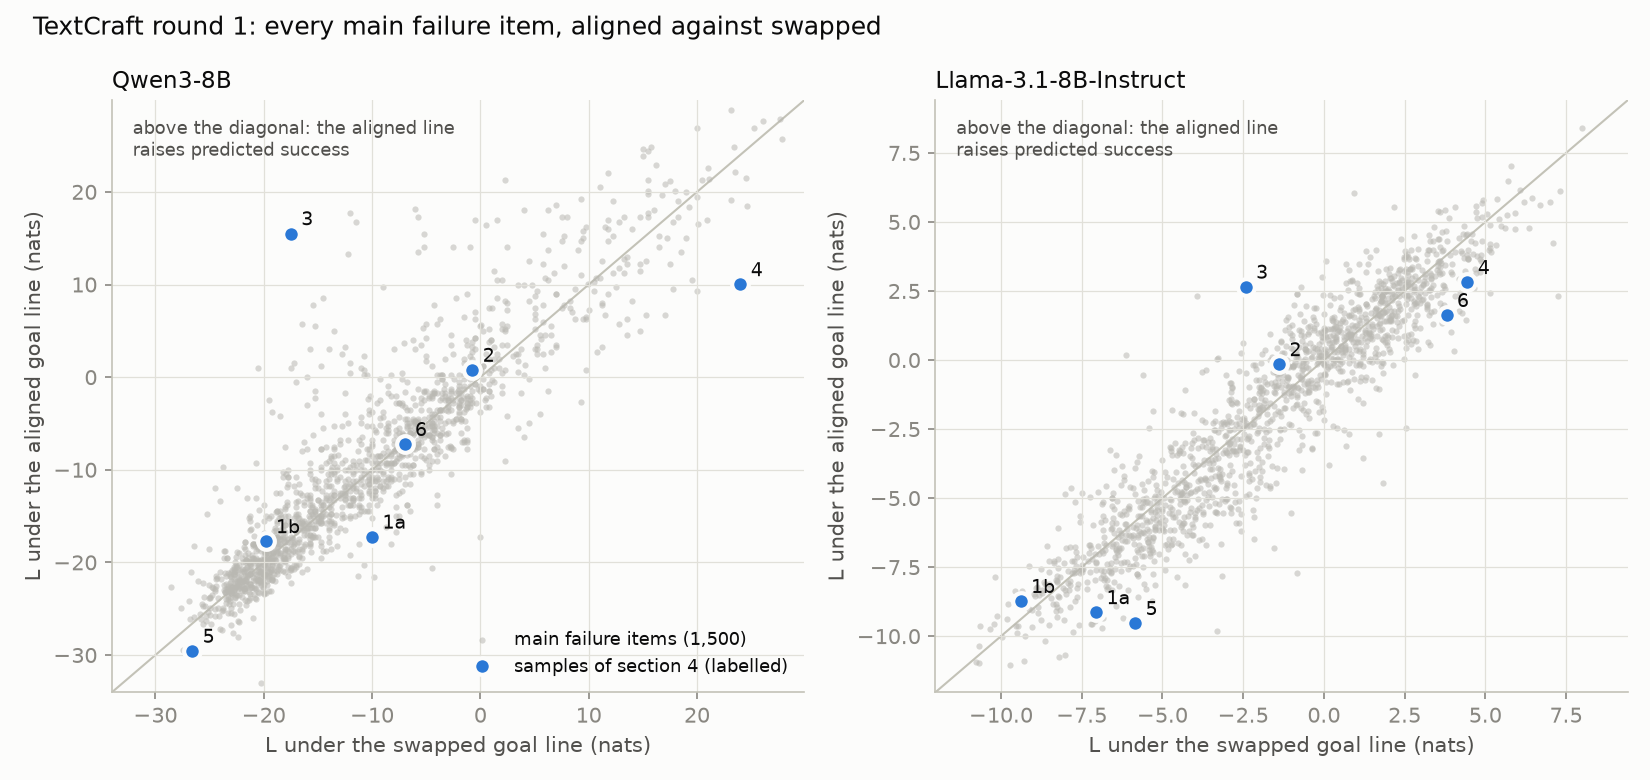 TextCraft round 1: every main failure item, aligned against swapped
Qwen3-8B
above the diagonal: the aligned line
raises predicted success
L under the aligned goal line (nats)
20
10
0
−10
−20
−30
3
4
2
6
1b
1a
5
main failure items (1,500)
samples of section 4 (labelled)
−30
−20
−10
0
10
20
L under the swapped goal line (nats)
Llama-3.1-8B-Instruct
above the diagonal: the aligned line
raises predicted success
L under the aligned goal line (nats)
7.5
5.0
2.5
0.0
−2.5
−5.0
−7.5
−10.0
3
4
6
2
1b
1a
5
−10.0
−7.5
−5.0
−2.5
0.0
2.5
5.0
7.5
L under the swapped goal line (nats)